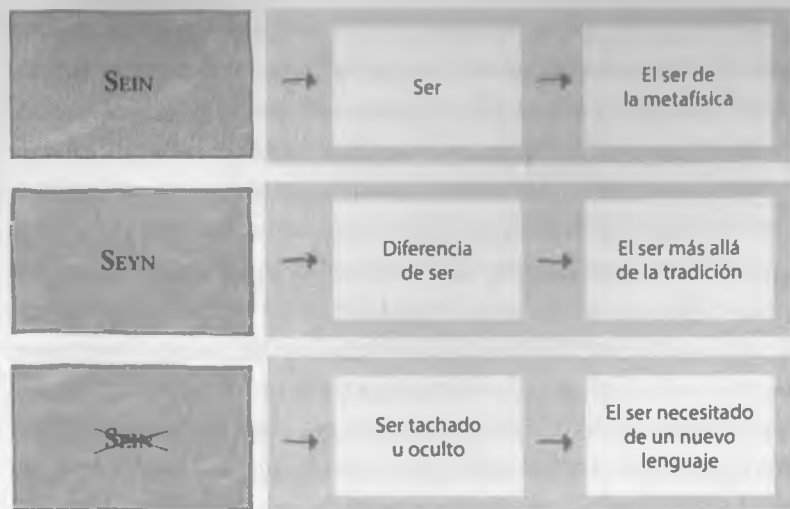 SEIN
Ser
El ser de
la metafísica
SEYN
Diferencia
de ser
El ser más allá
de la tradición
SEIN
Ser tachado
u oculto
El ser necesitado
de un nuevo
lenguaje